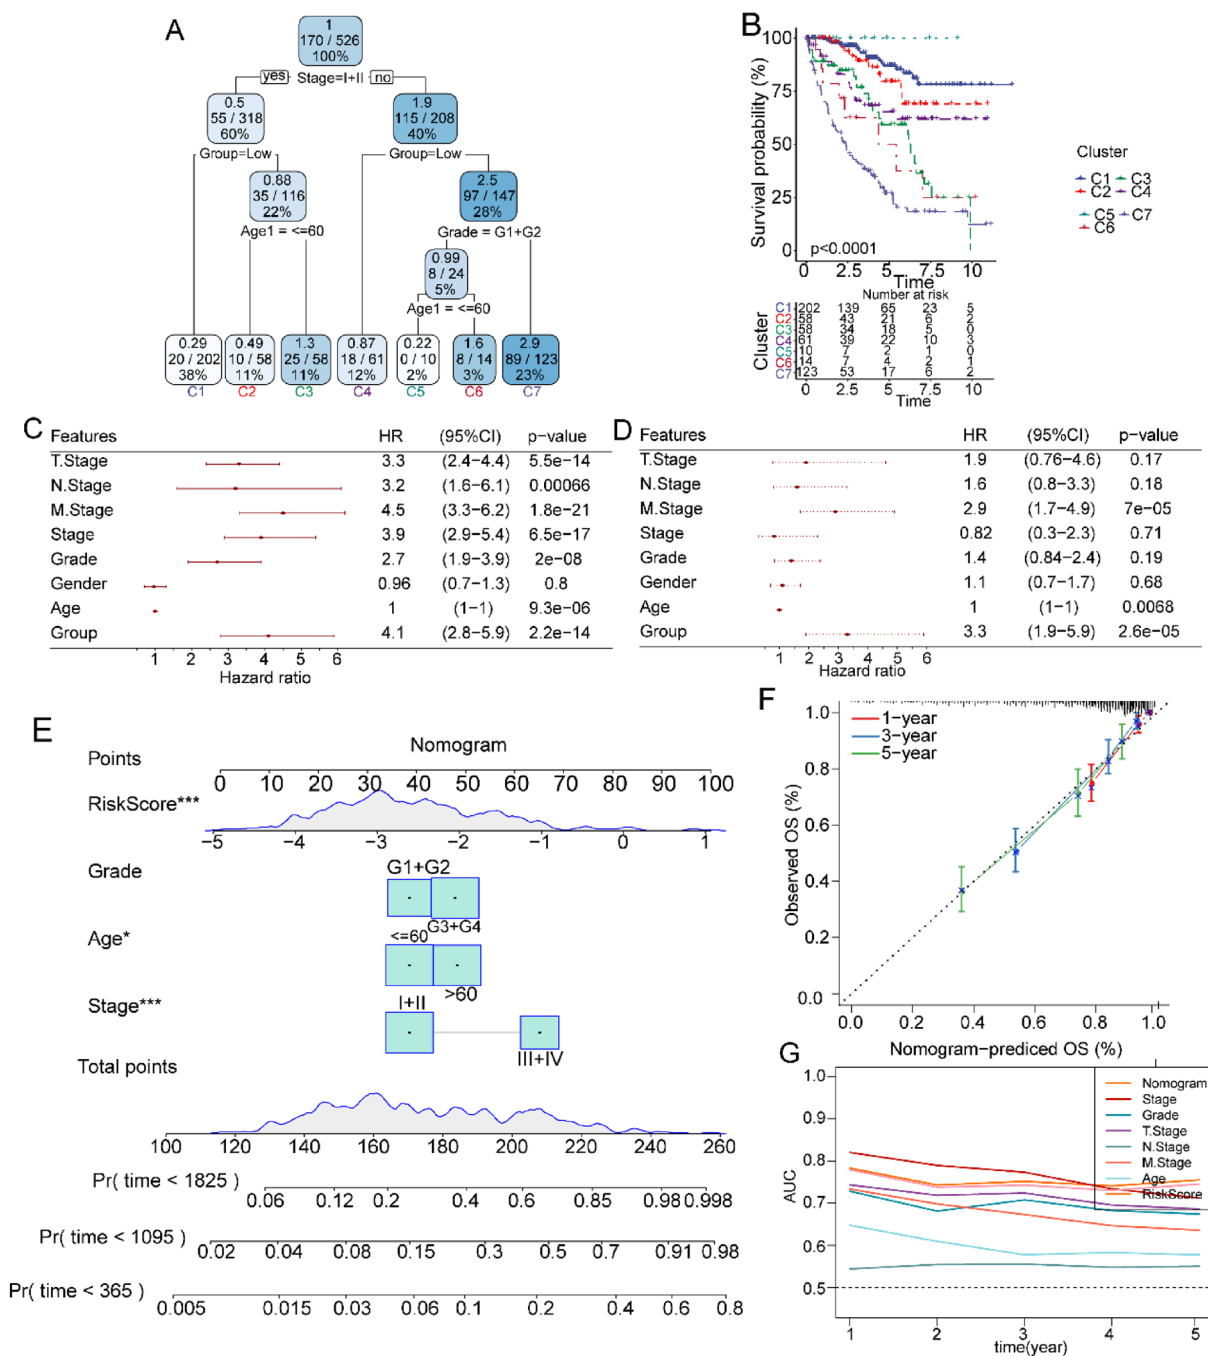 A
1
170 / 526
100%
yes Stage=I+II no
0.5
55 / 318
60%
1.9
115 / 208
40%
Group=Low
Group=Low
0.88
35 / 116
22%
2.5
97 / 147
28%
Age1 = <=60
Grade = G1+G2
0.99
8 / 24
5%
Age1 = <=60
0.29
20 / 202
38%
C1
0.49
10 / 58
11%
C2
1.3
25 / 58
11%
C3
0.87
18 / 61
12%
C4
0.22
0 / 10
2%
C5
1.6
8 / 14
3%
C6
2.9
89 / 123
23%
C7
B
Survival probability (%)
100
75
50
25
0
p<0.0001
0 2.5 5 7.5 10
Time
Cluster
C1 C3
C2 C4
C5 C7
C6
Number at risk
Cluster
C1 202 139 65 23 5
C2 58 43 21 6 2
C3 58 34 18 5 0
C4 61 39 22 10 3
C5 10 7 2 1 0
C6 14 7 4 2 1
C7 123 53 17 6 2
0 2.5 5 7.5 10
Time
C
Features HR (95%CI) p−value
T.Stage 3.3 (2.4−4.4) 5.5e−14
N.Stage 3.2 (1.6−6.1) 0.00066
M.Stage 4.5 (3.3−6.2) 1.8e−21
Stage 3.9 (2.9−5.4) 6.5e−17
Grade 2.7 (1.9−3.9) 2e−08
Gender 0.96 (0.7−1.3) 0.8
Age 1 (1−1) 9.3e−06
Group 4.1 (2.8−5.9) 2.2e−14
1 2 3 4 5 6
Hazard ratio
D
Features HR (95%CI) p−value
T.Stage 1.9 (0.76−4.6) 0.17
N.Stage 1.6 (0.8−3.3) 0.18
M.Stage 2.9 (1.7−4.9) 7e−05
Stage 0.82 (0.3−2.3) 0.71
Grade 1.4 (0.84−2.4) 0.19
Gender 1.1 (0.7−1.7) 0.68
Age 1 (1−1) 0.0068
Group 3.3 (1.9−5.9) 2.6e−05
1 2 3 4 5 6
Hazard ratio
E
Nomogram
Points
0 10 20 30 40 50 60 70 80 90 100
RiskScore***
−5 −4 −3 −2 −1 0 1
Grade
G1+G2
G3+G4
Age*
<=60
>60
Stage***
I+II
III+IV
Total points
100 120 140 160 180 200 220 240 260
Pr( time < 1825 )
0.06 0.12 0.2 0.4 0.6 0.85 0.98 0.998
Pr( time < 1095 )
0.02 0.04 0.08 0.15 0.3 0.5 0.7 0.91 0.98
Pr( time < 365 )
0.005 0.015 0.03 0.06 0.1 0.2 0.4 0.6 0.8
F
Observed OS (%)
1.0
0.8
0.6
0.4
0.2
0.0
1−year
3−year
5−year
0.0 0.2 0.4 0.6 0.8 1.0
Nomogram−prediced OS (%)
G
AUC
1.0
0.9
0.8
0.7
0.6
0.5
Nomogram
Stage
Grade
T.Stage
N.Stage
M.Stage
Age
RiskScore
1 2 3 4 5
time(year)